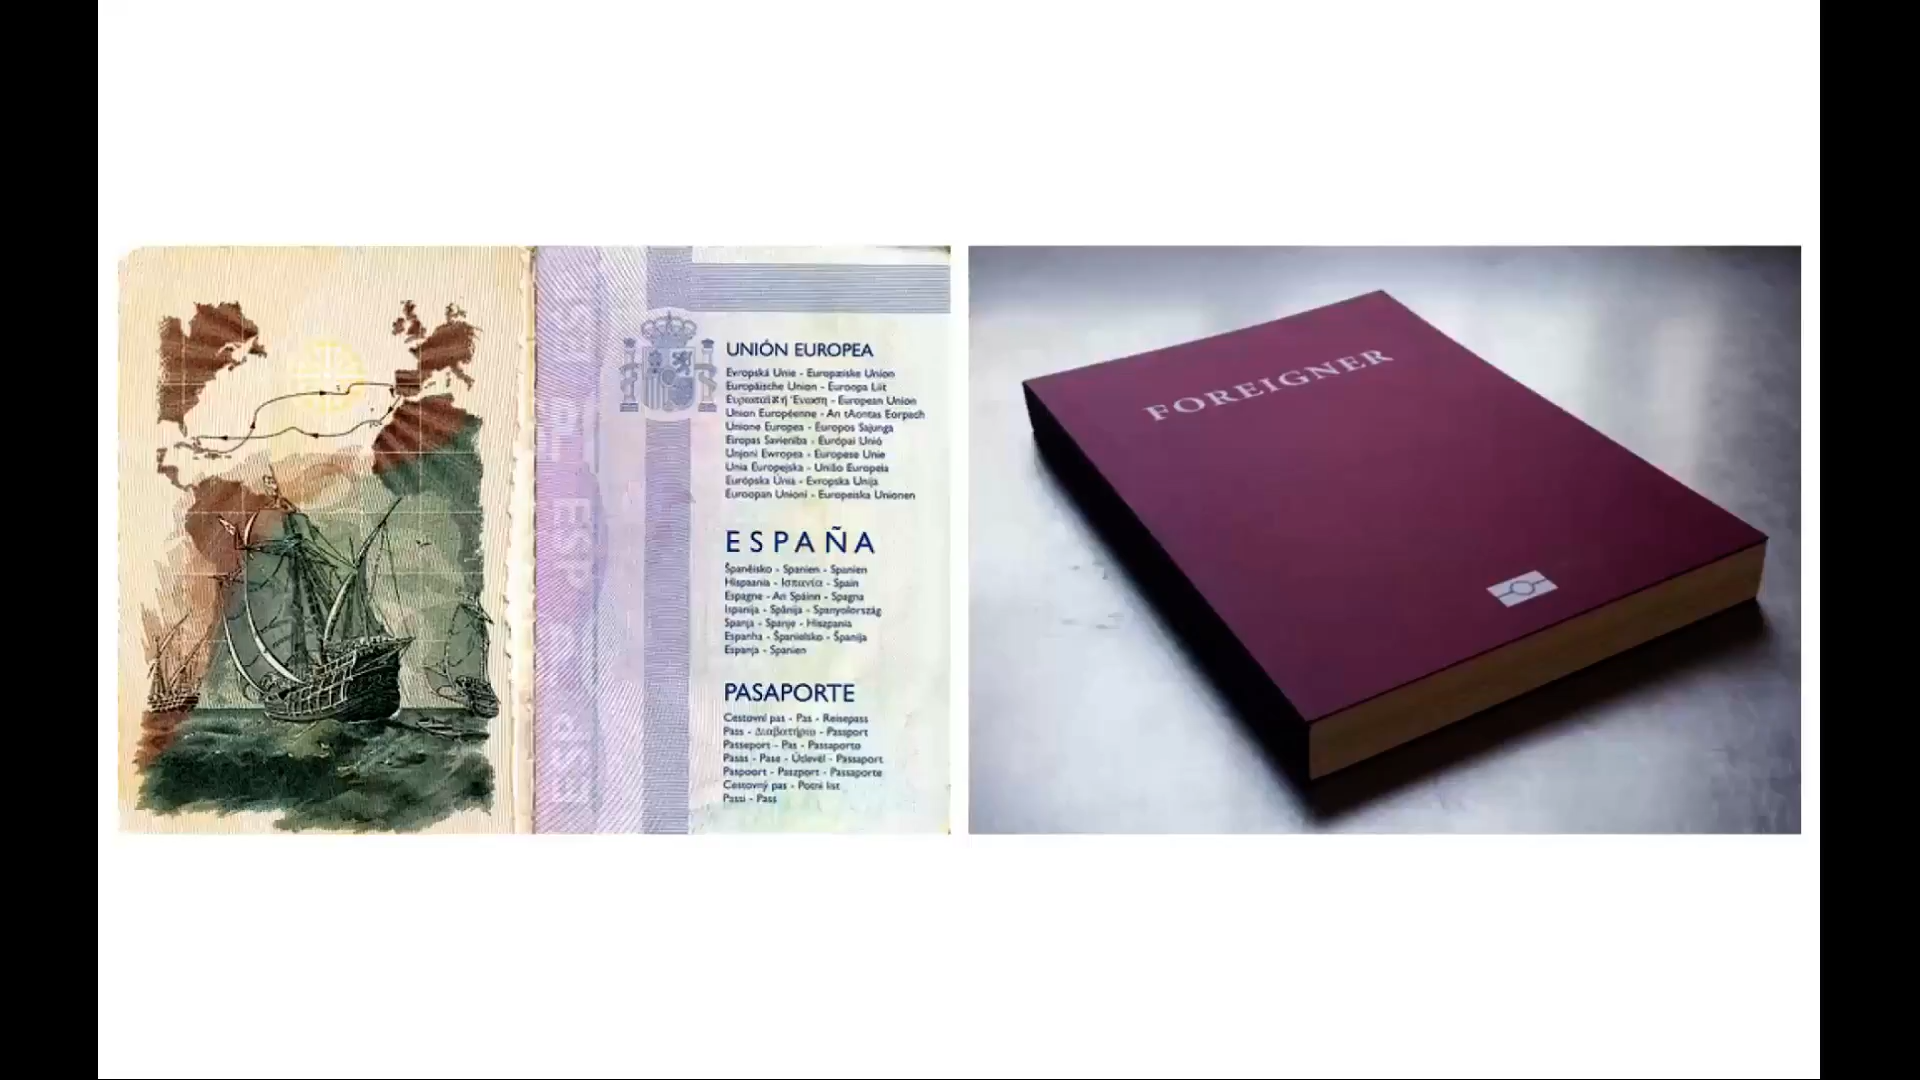 UNIÓN EUROPEA
Evropská Unie - Europæiske Union
Europäische Union - Euroopa Liit
Ευρωπαϊκή Ένωση - European Union
Union Européenne - An tAontas Eorpach
Unione Europea - Europos Sajunga
Eiropas Savieniba - Európai Unió
Unjoni Ewropea - Europese Unie
Unia Europejska - União Europeia
Európska Únia - Evropska Unija
Euroopan Unioni - Europeiska Unionen
ESPAÑA
Španělsko - Spanien - Spanien
Hispaania - Ισπανία - Spain
Espagne - An Spáinn - Spagna
Ispanija - Spānija - Spanyolország
Spanja - Spanje - Hiszpania
Espanha - Španielsko - Španija
Espanja - Spanien
PASAPORTE
Cestovní pas - Pas - Reisepass
Pass - Διαβατήριο - Passport
Passeport - Pas - Passaporto
Pasas - Pase - Útlevél - Passaport
Paspoort - Paszport - Passaporte
Cestovný pas - Potni list
Passi - Pass
FOREIGNER